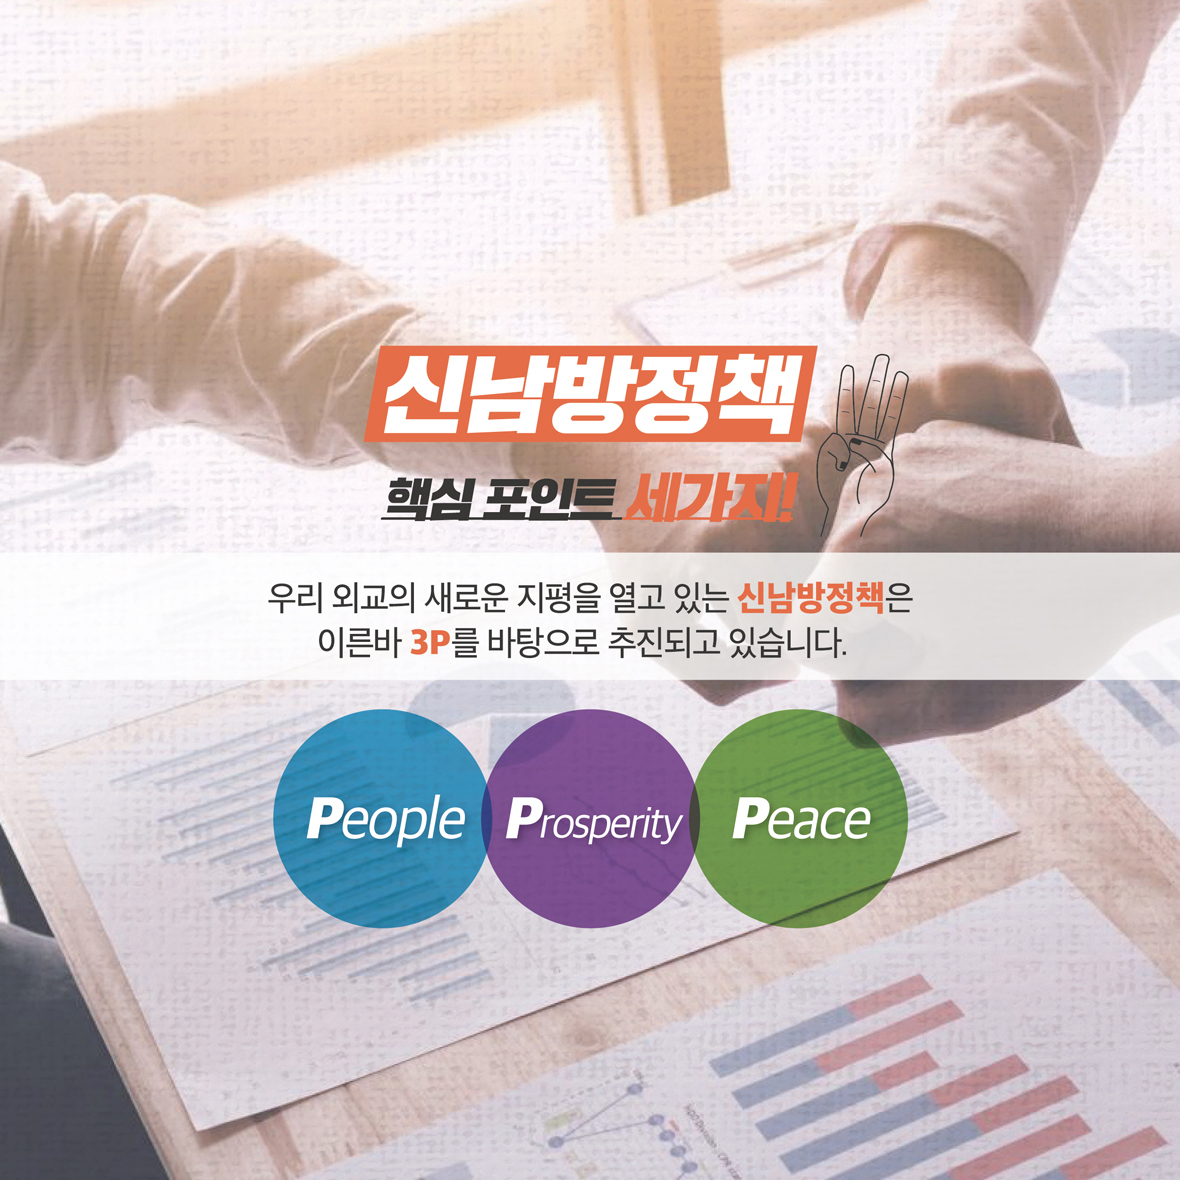 신남방정책
핵심 포인트 세가지!
우리 외교의 새로운 지평을 열고 있는 신남방정책은
이른바 3P를 바탕으로 추진되고 있습니다.
People Prosperity Peace